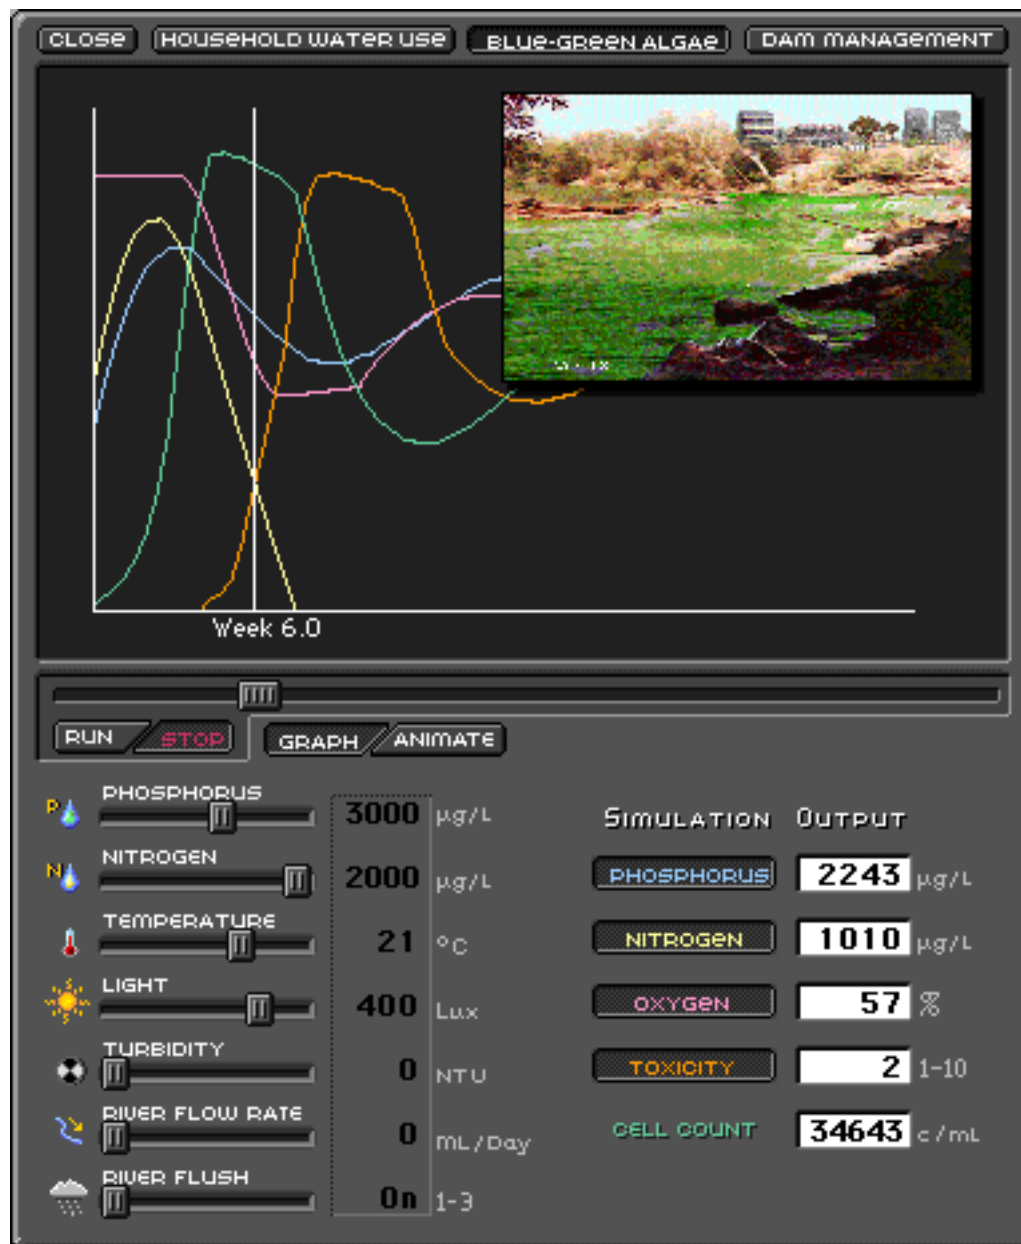 CLOSE HOUSEHOLD WATER USE BLUE-GREEN ALGAE DAM MANAGEMENT
Week 6.0
RUN STOP GRAPH ANIMATE
PHOSPHORUS
P 3000 µg/L
NITROGEN
N 2000 µg/L
TEMPERATURE
21 °C
LIGHT
400 Lux
TURBIDITY
0 NTU
RIVER FLOW RATE
0 mL/Day
RIVER FLUSH
On 1-3
SIMULATION OUTPUT
PHOSPHORUS 2243 µg/L
NITROGEN 1010 µg/L
OXYGEN 57 %
TOXICITY 2 1-10
CELL COUNT 34643 c/mL